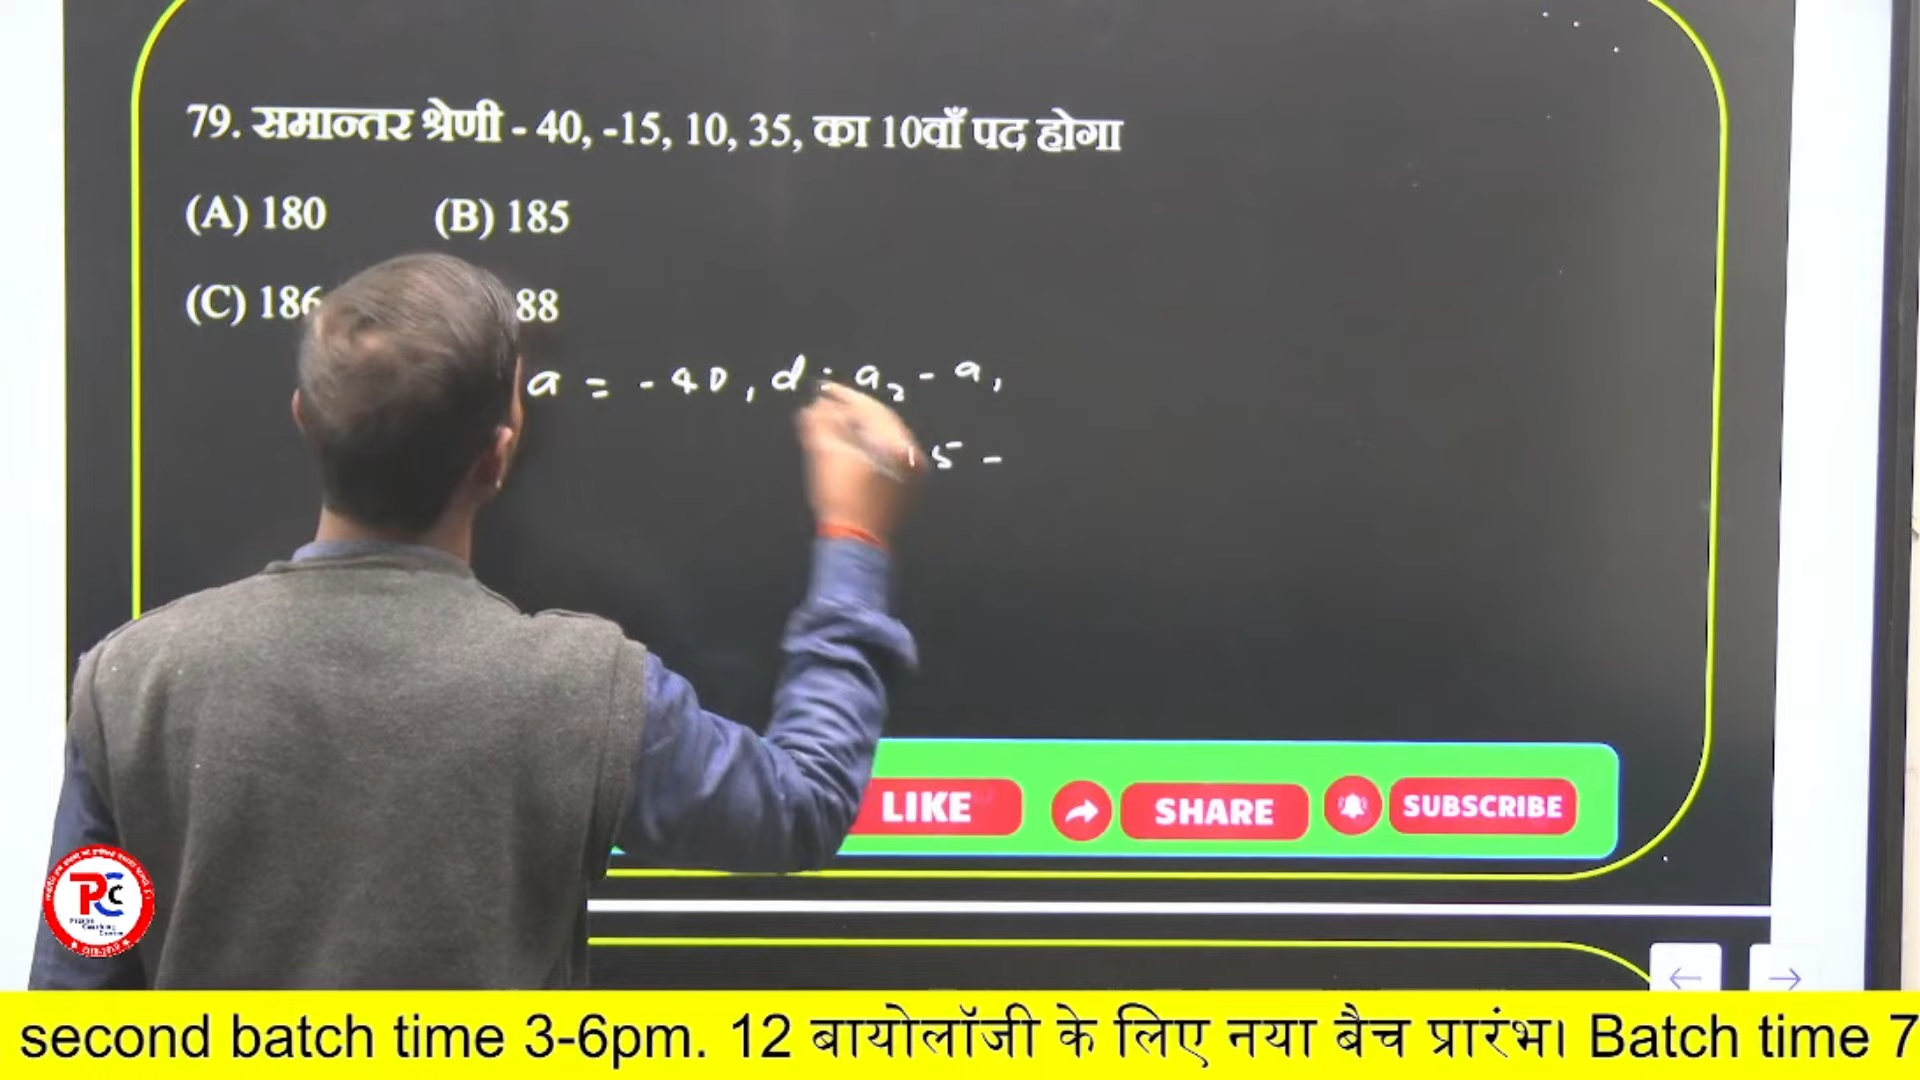 79. समान्तर श्रेणी - 40, -15, 10, 35, का 10वाँ पद होगा
(A) 180 (B) 185
(C) 186 88
a = - 40, d = a₂ - a₁
15 -
LIKE SHARE SUBSCRIBE
second batch time 3-6pm. 12 बायोलॉजी के लिए नया बैच प्रारंभ। Batch time 7